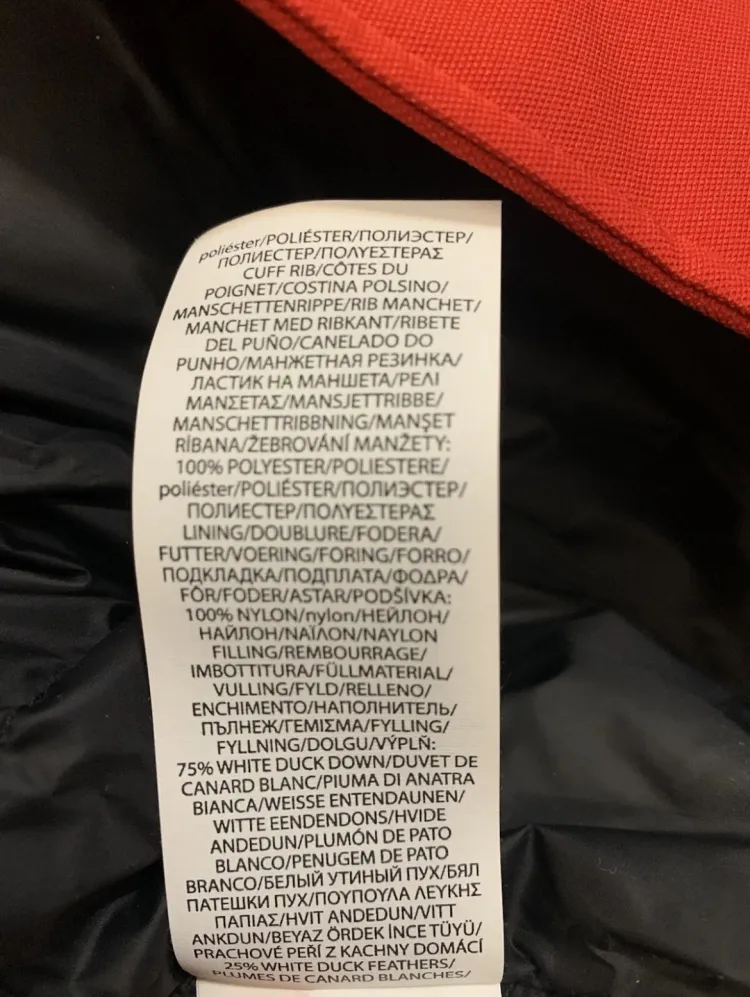 poliéster/POLIÉSTER/ПОЛИЭСТЕР/
ПОЛИЕСТЕР/ΠΟΛΥΕΣΤΕΡΑΣ
CUFF RIB/CÔTES DU
POIGNET/COSTINA POLSINO/
MANSCHETTENRIPPE/RIB MANCHET/
MANCHET MED RIBKANT/RIBETE
DEL PUÑO/CANELADO DO
PUNHO/МАНЖЕТНАЯ РЕЗИНКА/
ЛАСТИК НА МАНШЕТА/ΡΕΛΙ
ΜΑΝΣΕΤΑΣ/MANSJETTRIBBE/
MANSCHETTRIBBNING/MANŞET
RİBANA/ŽEBROVÁNÍ MANŽETY:
100% POLYESTER/POLIESTERE/
poliéster/POLIÉSTER/ПОЛИЭСТЕР/
ПОЛИЕСТЕР/ΠΟΛΥΕΣΤΕΡΑΣ
LINING/DOUBLURE/FODERA/
FUTTER/VOERING/FORING/FORRO/
ПОДКЛАДКА/ПОДПЛАТА/ΦΟΔΡΑ/
FÔR/FODER/ASTAR/PODŠÍVKA:
100% NYLON/nylon/НЕЙЛОН/
НАЙЛОН/ΝΑΪΛΟΝ/NAYLON
FILLING/REMBOURRAGE/
IMBOTTITURA/FÜLLMATERIAL/
VULLING/FYLD/RELLENO/
ENCHIMENTO/НАПОЛНИТЕЛЬ/
ПЪЛНЕЖ/ΓΕΜΙΣΜΑ/FYLLING/
FYLLNING/DOLGU/VÝPLŇ:
75% WHITE DUCK DOWN/DUVET DE
CANARD BLANC/PIUMA DI ANATRA
BIANCA/WEISSE ENTENDAUNEN/
WITTE EENDENDONS/HVIDE
ANDEDUN/PLUMÓN DE PATO
BLANCO/PENUGEM DE PATO
BRANCO/БЕЛЫЙ УТИНЫЙ ПУХ/БЯЛ
ПАТЕШКИ ПУХ/ΠΟΥΠΟΥΛΑ ΛΕΥΚΗΣ
ΠΑΠΙΑΣ/HVIT ANDEDUN/VITT
ANKDUN/BEYAZ ÖRDEK İNCE TÜYÜ/
PRACHOVÉ PEŘÍ Z KACHNY DOMÁCÍ
25% WHITE DUCK FEATHERS/
PLUMES DE CANARD BLANCHES/